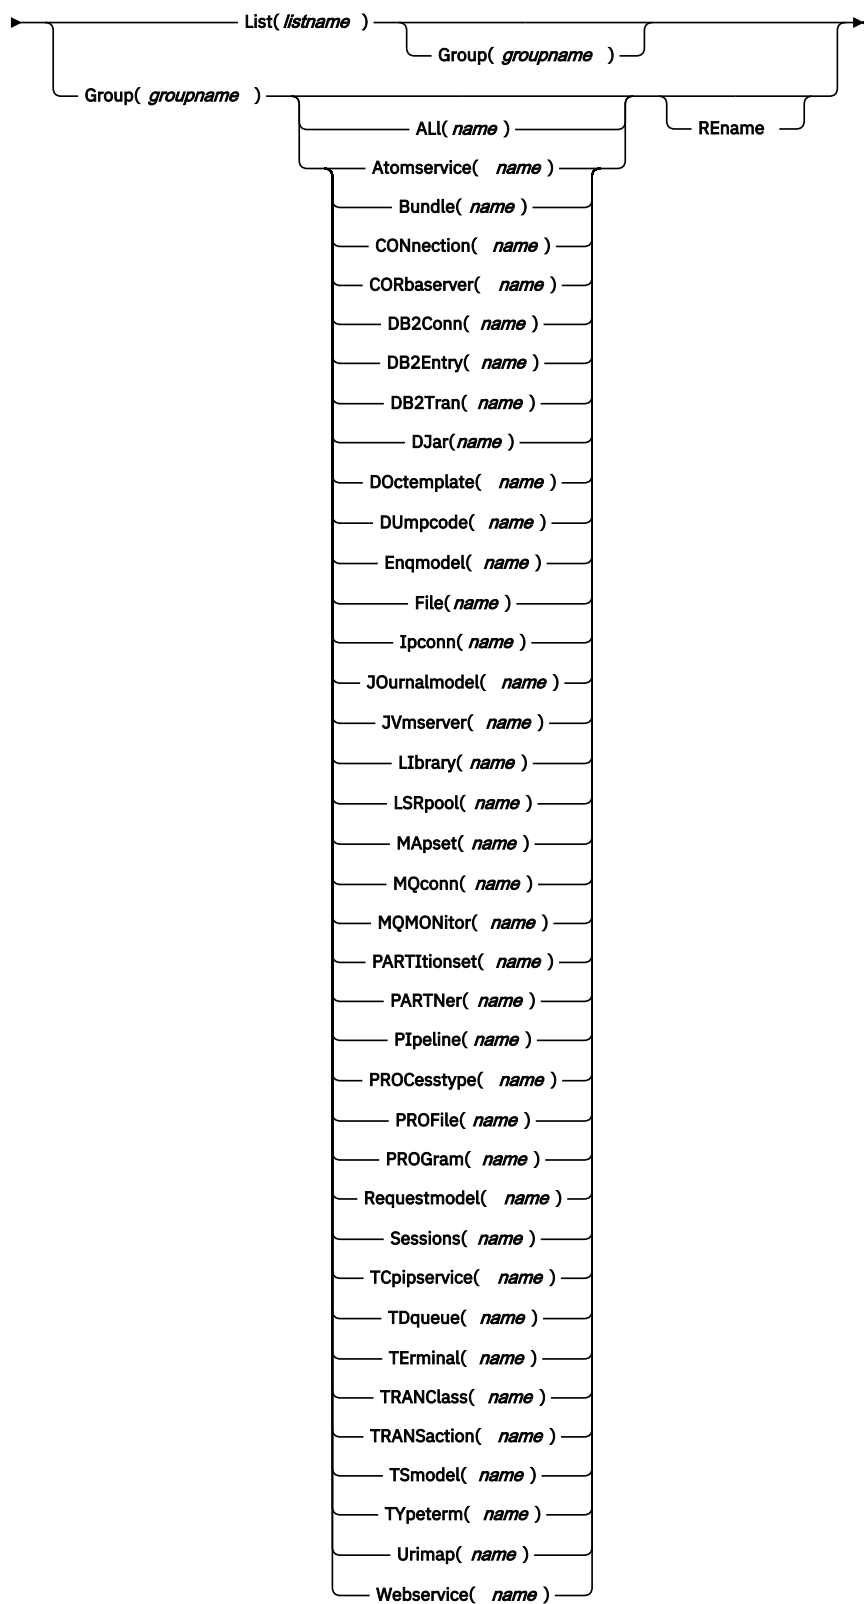 List( listname )
Group( groupname )
Group( groupname )
ALl( name )
REname
Atomservice( name )
Bundle( name )
CONnection( name )
CORbaserver( name )
DB2Conn( name )
DB2Entry( name )
DB2Tran( name )
DJar(name )
DOctemplate( name )
DUmpcode( name )
Enqmodel( name )
File(name )
Ipconn( name )
JOurnalmodel( name )
JVmserver( name )
LIbrary( name )
LSRpool( name )
MApset( name )
MQconn( name )
MQMONitor( name )
PARTItionset( name )
PARTNer( name )
PIpeline( name )
PROCesstype( name )
PROFile( name )
PROGram( name )
Requestmodel( name )
Sessions( name )
TCpipservice( name )
TDqueue( name )
TErminal( name )
TRANClass( name )
TRANSaction( name )
TSmodel( name )
TYpeterm( name )
Urimap( name )
Webservice( name )